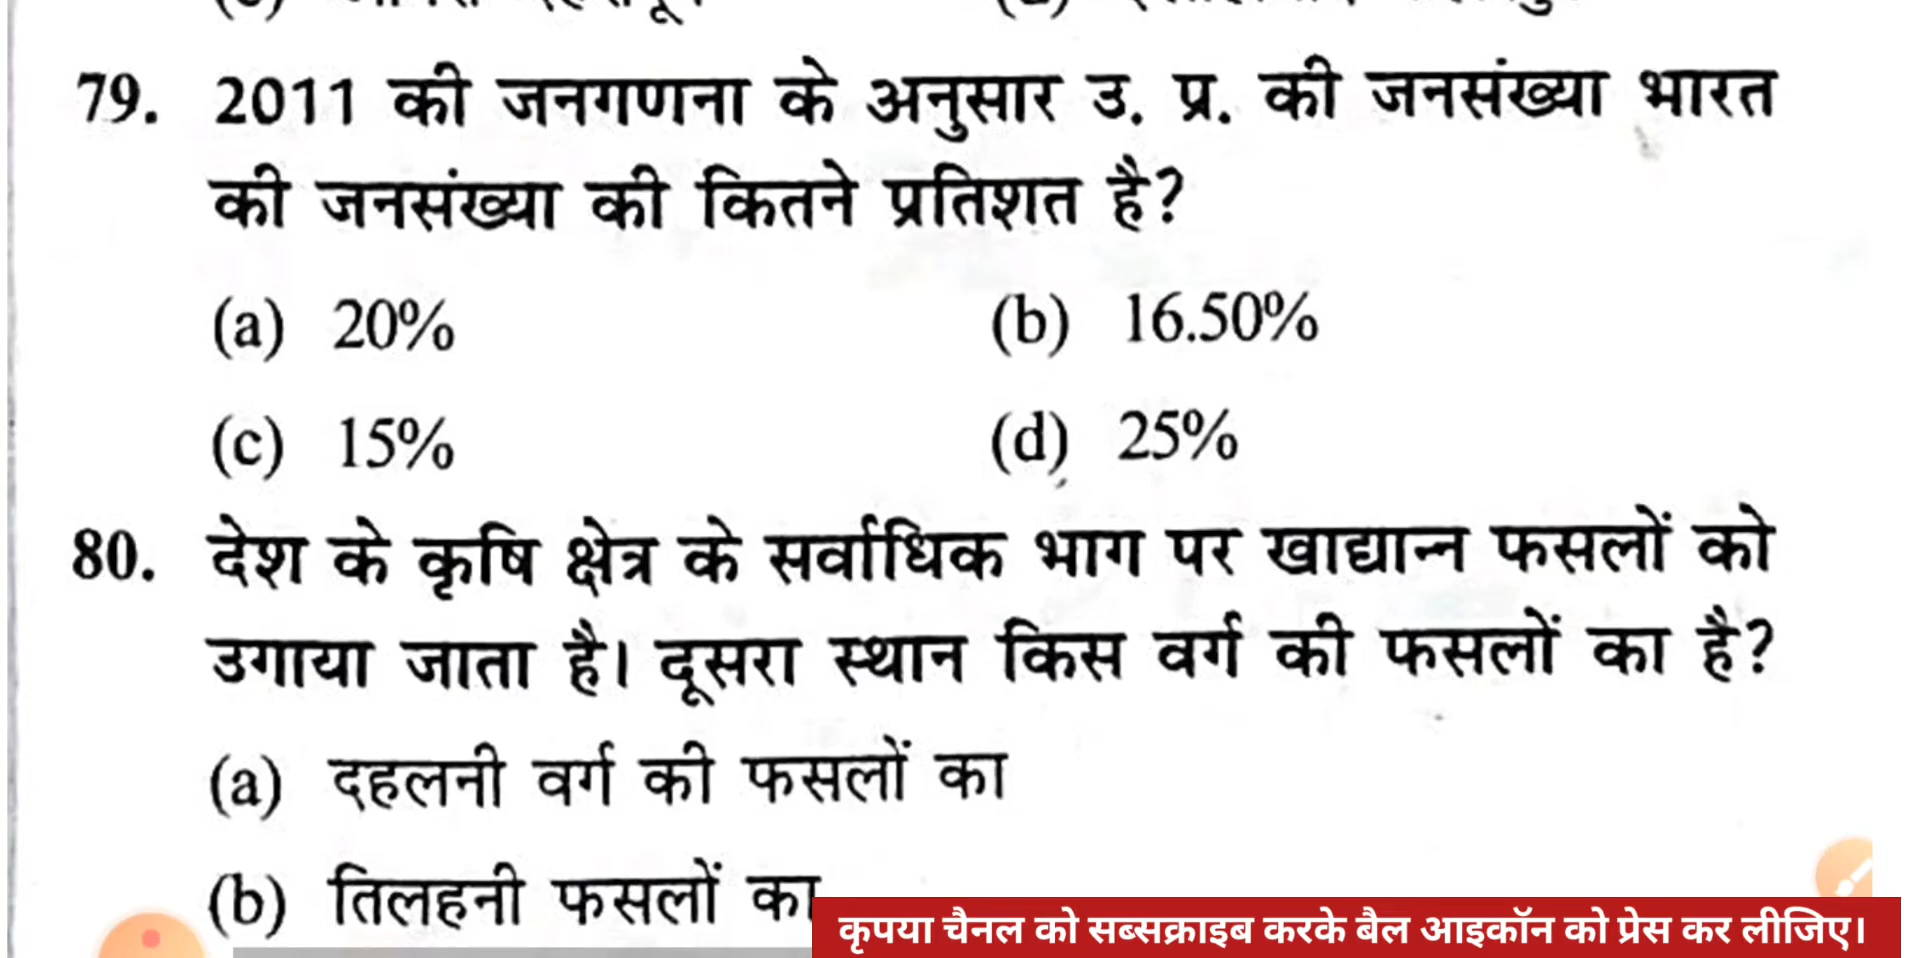 79. 2011 की जनगणना के अनुसार उ. प्र. की जनसंख्या भारत
की जनसंख्या की कितने प्रतिशत है?
(a) 20% (b) 16.50%
(c) 15% (d) 25%
80. देश के कृषि क्षेत्र के सर्वाधिक भाग पर खाद्यान्न फसलों को
उगाया जाता है। दूसरा स्थान किस वर्ग की फसलों का है?
(a) दहलनी वर्ग की फसलों का
(b) तिलहनी फसलों का
कृपया चैनल को सब्सक्राइब करके बैल आइकॉन को प्रेस कर लीजिए।